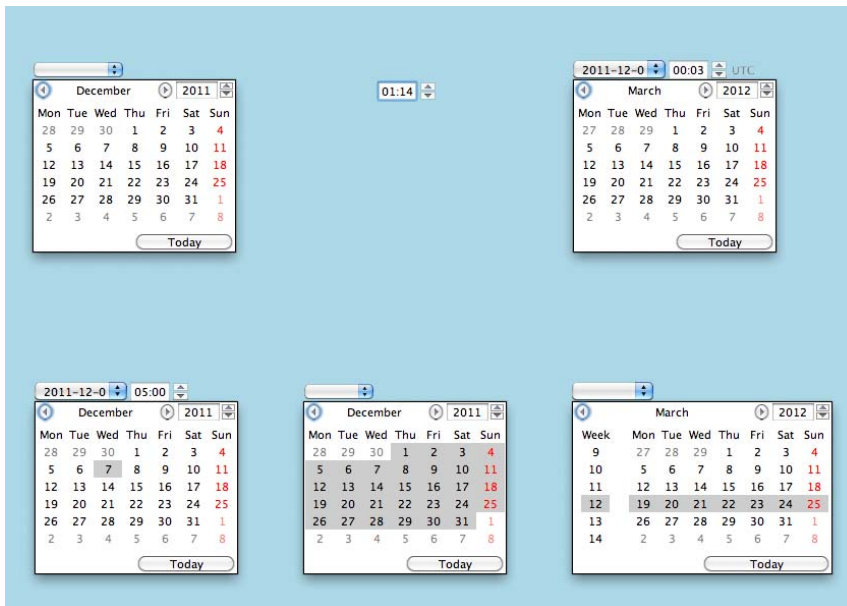 December 2011
Mon Tue Wed Thu Fri Sat Sun
28 29 30 1 2 3 4
5 6 7 8 9 10 11
12 13 14 15 16 17 18
19 20 21 22 23 24 25
26 27 28 29 30 31 1
2 3 4 5 6 7 8
Today
01:14
2011-12-0 00:03 UTC
March 2012
Mon Tue Wed Thu Fri Sat Sun
27 28 29 1 2 3 4
5 6 7 8 9 10 11
12 13 14 15 16 17 18
19 20 21 22 23 24 25
26 27 28 29 30 31 1
2 3 4 5 6 7 8
Today
2011-12-0 05:00
December 2011
Mon Tue Wed Thu Fri Sat Sun
28 29 30 1 2 3 4
5 6 7 8 9 10 11
12 13 14 15 16 17 18
19 20 21 22 23 24 25
26 27 28 29 30 31 1
2 3 4 5 6 7 8
Today
December 2011
Mon Tue Wed Thu Fri Sat Sun
28 29 30 1 2 3 4
5 6 7 8 9 10 11
12 13 14 15 16 17 18
19 20 21 22 23 24 25
26 27 28 29 30 31 1
2 3 4 5 6 7 8
Today
March 2012
Week Mon Tue Wed Thu Fri Sat Sun
9 27 28 29 1 2 3 4
10 5 6 7 8 9 10 11
11 12 13 14 15 16 17 18
12 19 20 21 22 23 24 25
13 26 27 28 29 30 31 1
14 2 3 4 5 6 7 8
Today